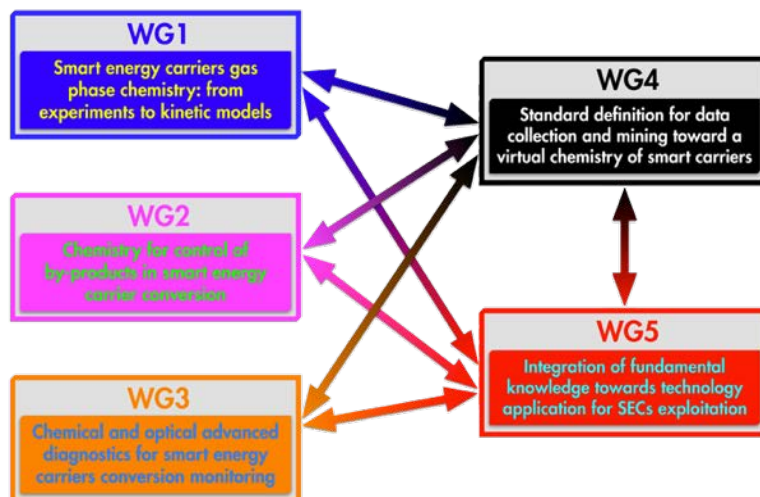 WG1
Smart energy carriers gas
phase chemistry: from
experiments to kinetic models
WG2
Chemistry for control of
by-products in smart energy
carrier conversion
WG3
Chemical and optical advanced
diagnostics for smart energy
carriers conversion monitoring
WG4
Standard definition for data
collection and mining toward a
virtual chemistry of smart carriers
WG5
Integration of fundamental
knowledge towards technology
application for SECs exploitation